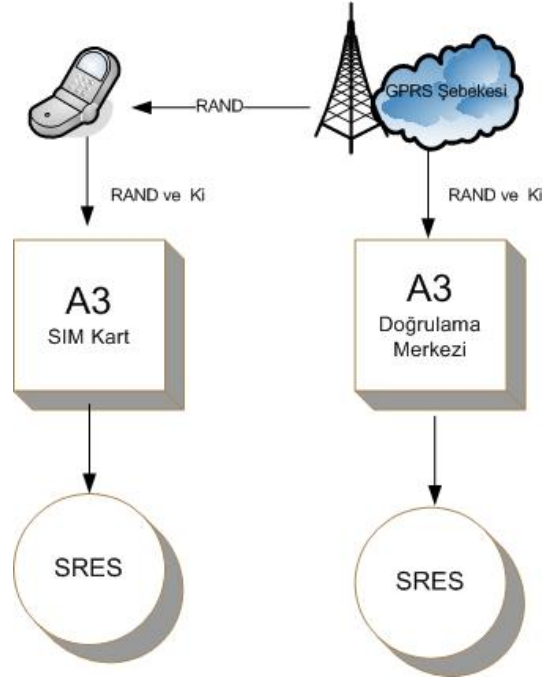 GPRS Şebekesi
RAND
RAND ve Ki
RAND ve Ki
A3
SIM Kart
A3
Doğrulama
Merkezi
SRES
SRES